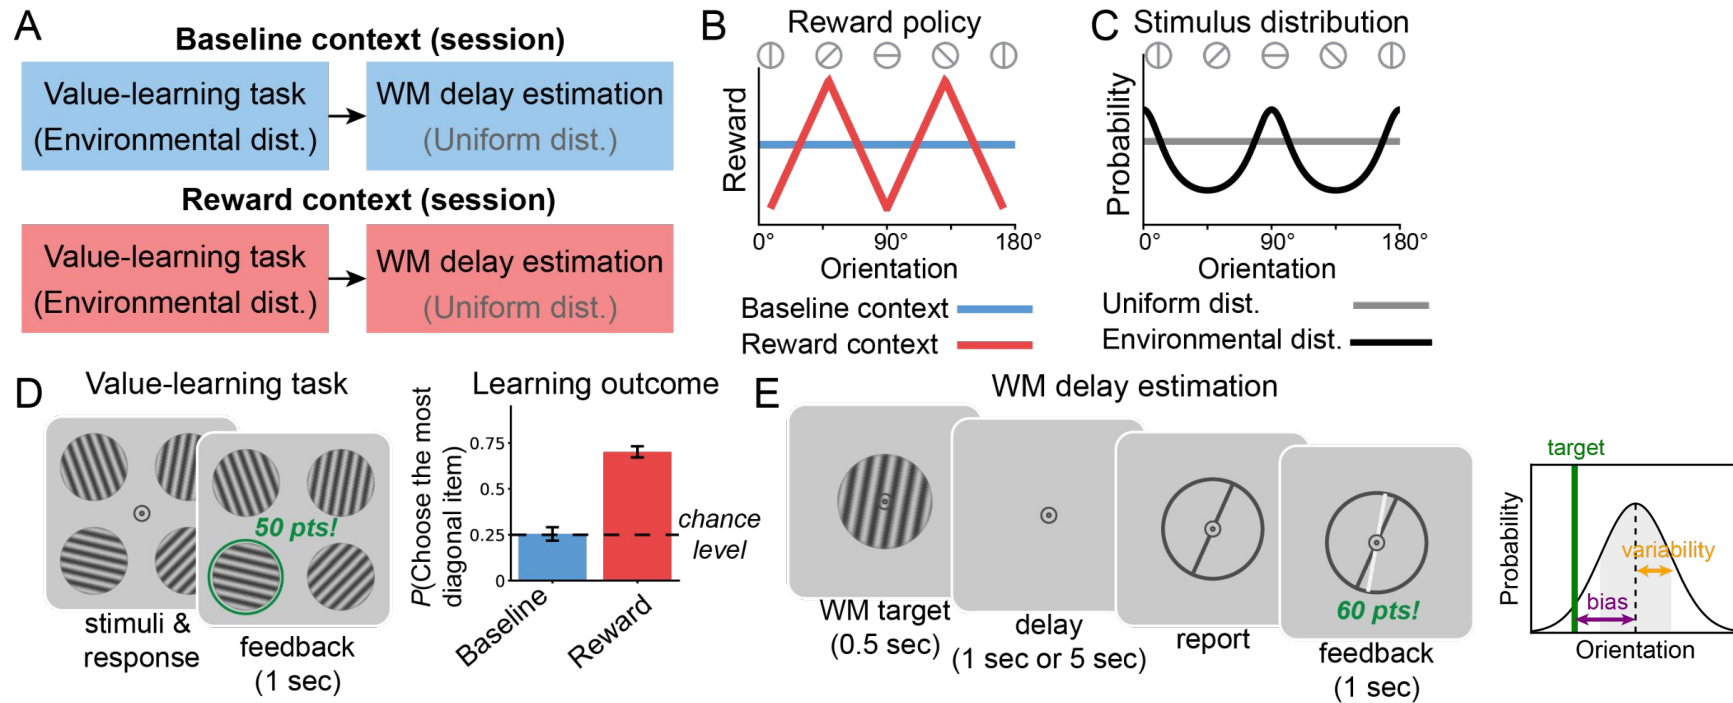 A
Baseline context (session)
Value-learning task
(Environmental dist.)
WM delay estimation
(Uniform dist.)
Reward context (session)
Value-learning task
(Environmental dist.)
WM delay estimation
(Uniform dist.)
B
Reward policy
Reward
0°
90°
180°
Orientation
Baseline context
Reward context
C
Stimulus distribution
Probability
0°
90°
180°
Orientation
Uniform dist.
Environmental dist.
D
Value-learning task
50 pts!
stimuli &
response
feedback
(1 sec)
Learning outcome
P(Choose the most
diagonal item)
0.75
0.5
0.25
0
chance
level
Baseline
Reward
E
WM delay estimation
WM target
(0.5 sec)
delay
(1 sec or 5 sec)
report
60 pts!
feedback
(1 sec)
target
variability
bias
Probability
Orientation